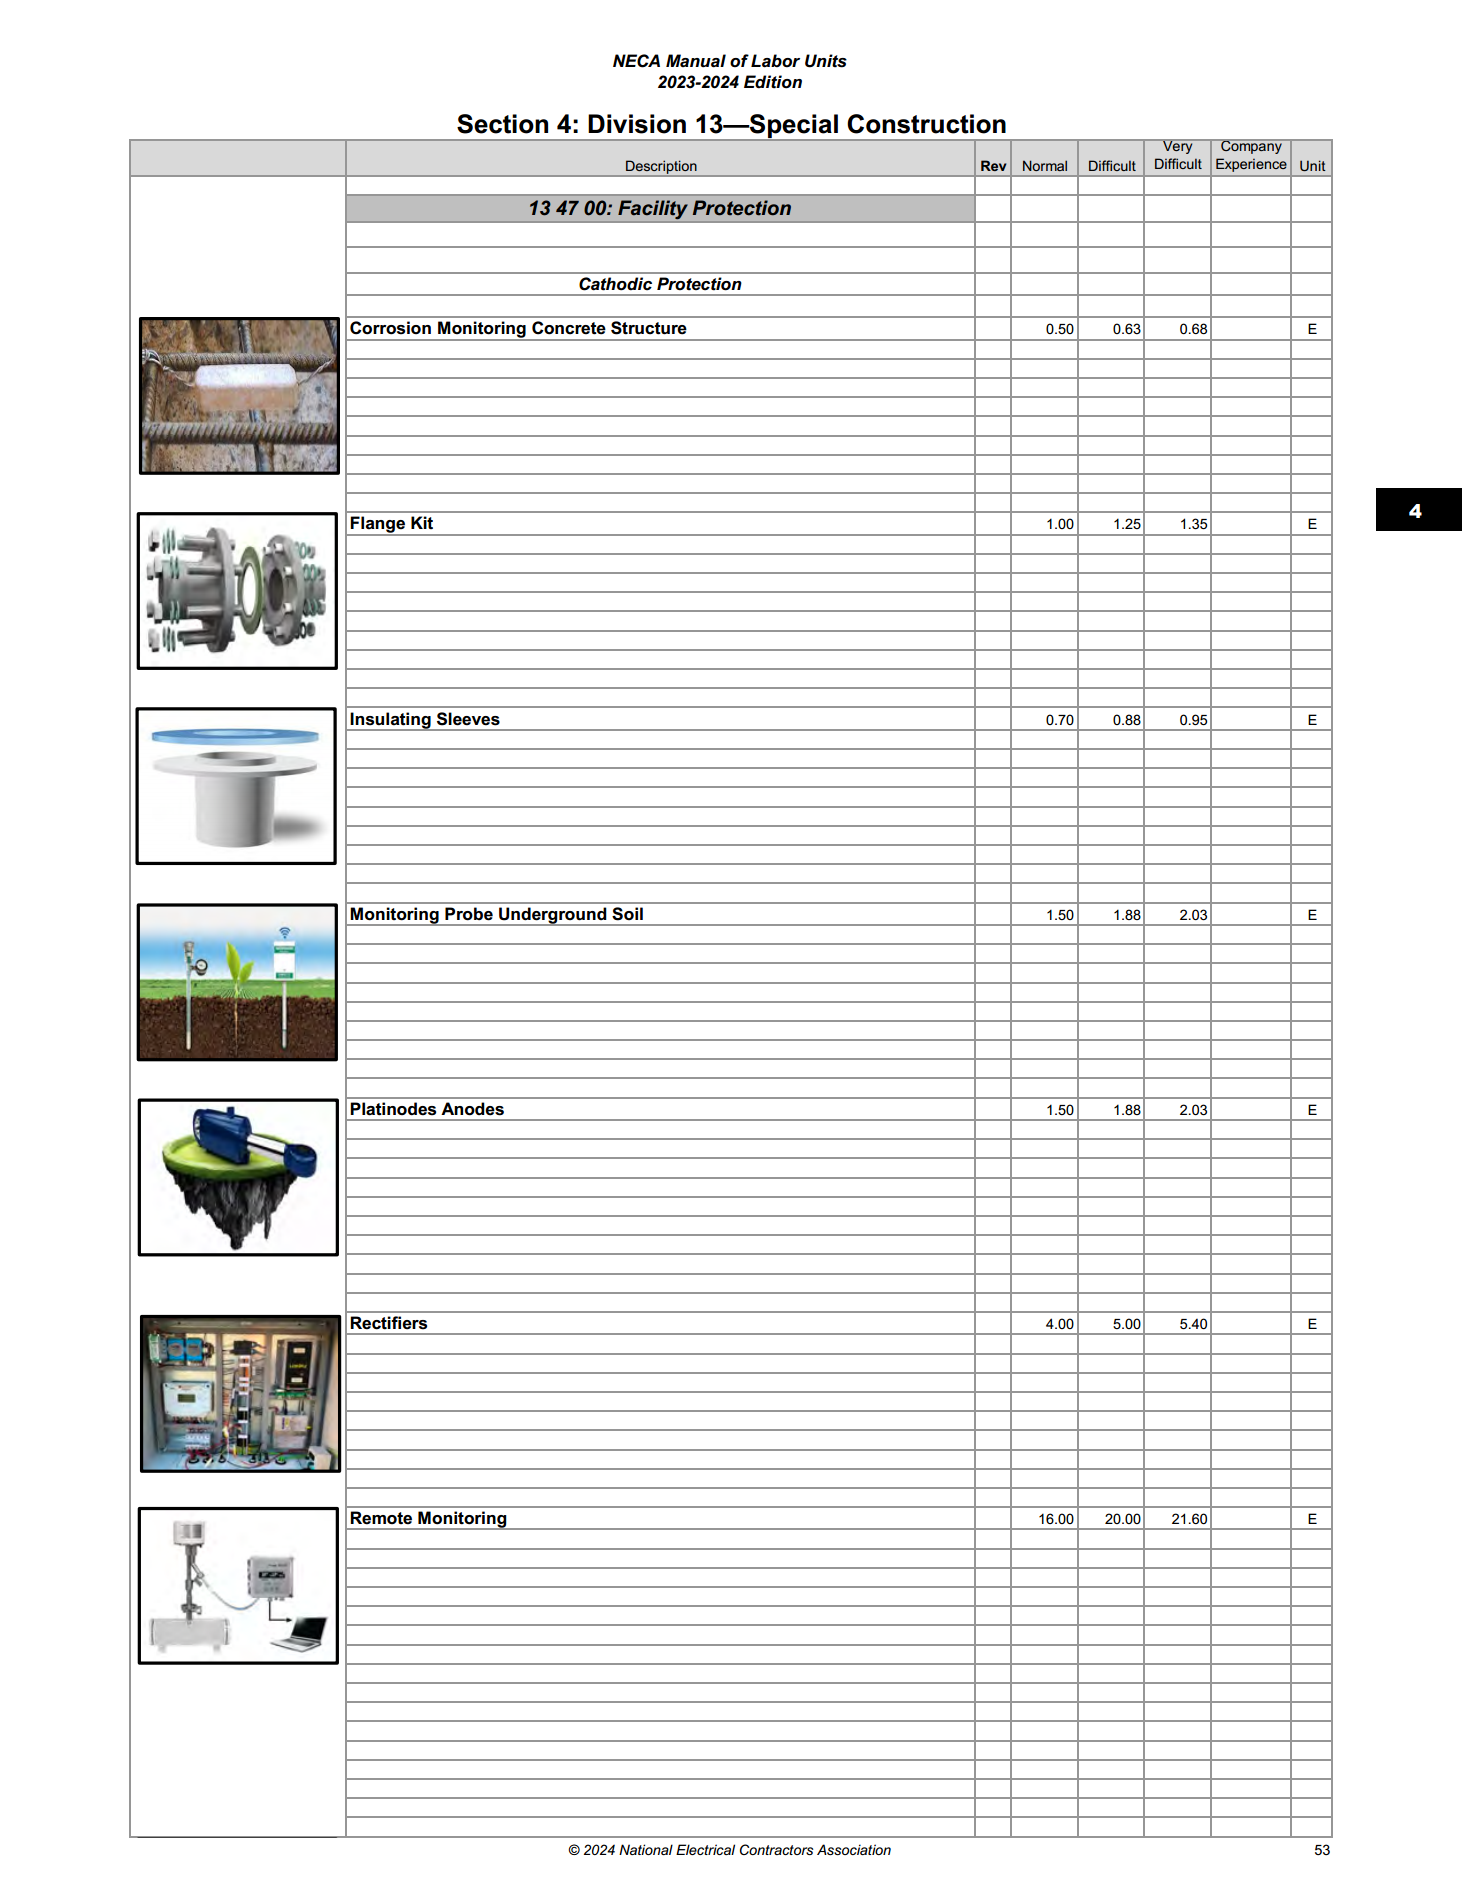 NECA Manual of Labor Units
2023-2024 Edition
Section 4: Division 13—Special Construction
Description Rev Normal Difficult Very Difficult Company Experience Unit
13 47 00: Facility Protection
Cathodic Protection
Corrosion Monitoring Concrete Structure 0.50 0.63 0.68 E
4
Flange Kit 1.00 1.25 1.35 E
Insulating Sleeves 0.70 0.88 0.95 E
Monitoring Probe Underground Soil 1.50 1.88 2.03 E
Platinodes Anodes 1.50 1.88 2.03 E
Rectifiers 4.00 5.00 5.40 E
Remote Monitoring 16.00 20.00 21.60 E
© 2024 National Electrical Contractors Association 53